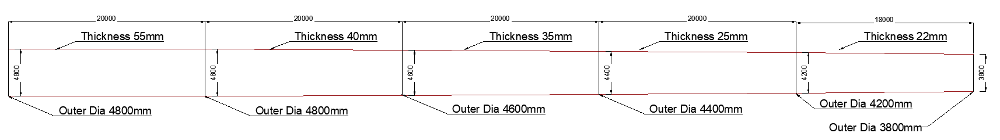 20000
20000
20000
20000
18000
Thickness 55mm
Thickness 40mm
Thickness 35mm
Thickness 25mm
Thickness 22mm
4800
4800
4600
4400
4200
3800
Outer Dia 4800mm
Outer Dia 4800mm
Outer Dia 4600mm
Outer Dia 4400mm
Outer Dia 4200mm
Outer Dia 3800mm